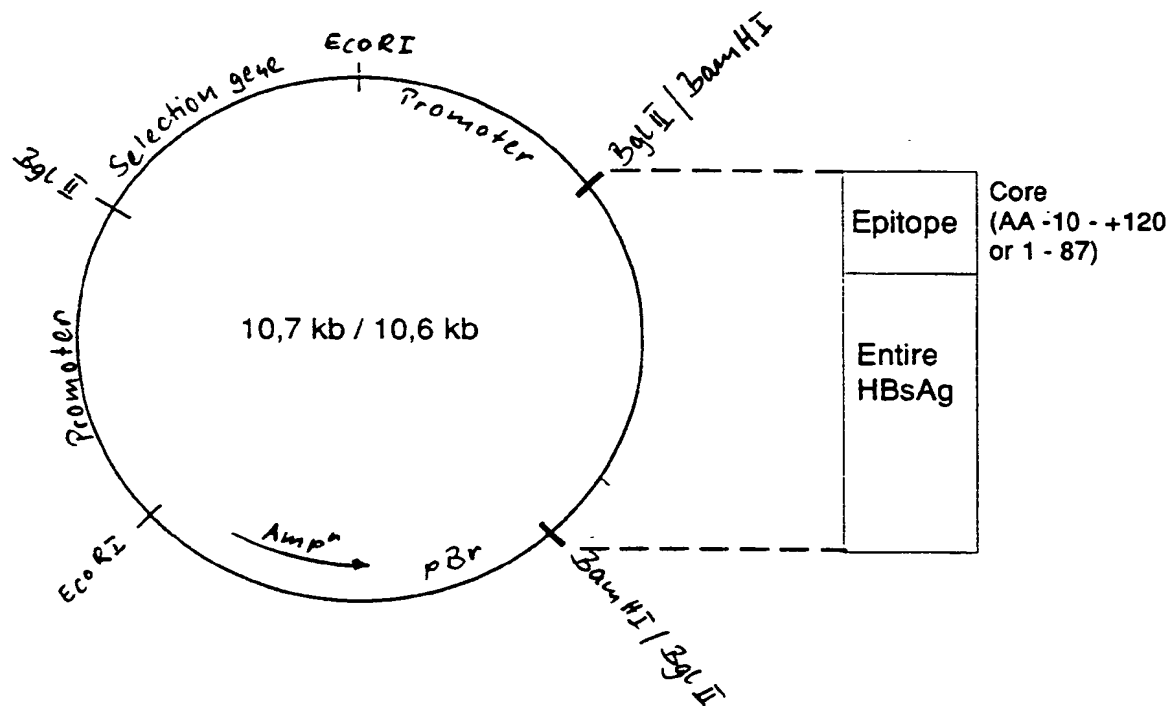 EcoRI
Selection gene
Promoter
BglII / BamHI
BglII
Epitope
Core
(AA -10 - +120
or 1 - 87)
10,7 kb / 10,6 kb
Promoter
Entire
HBsAg
EcoRI
Ampʳ
pBr
BamHI / BglII